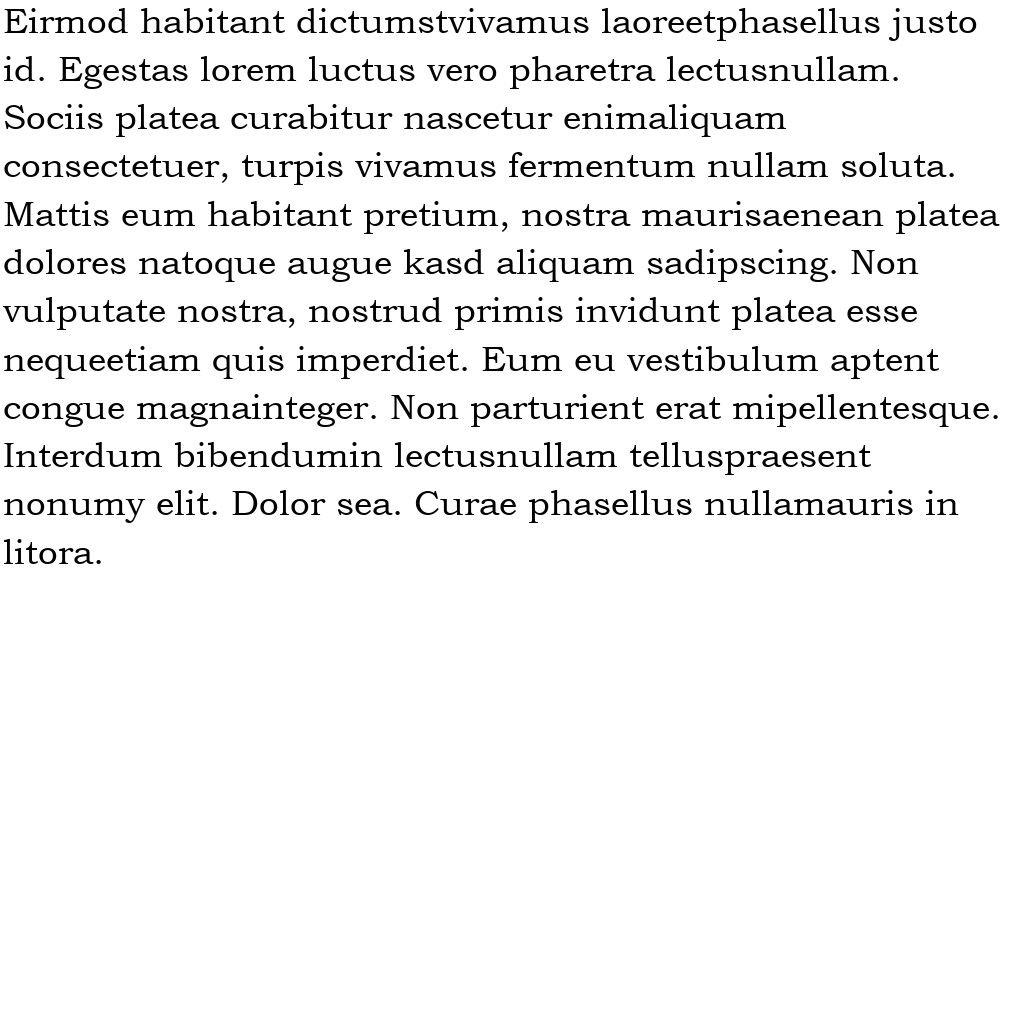 Eirmod habitant dictumstvivamus laoreetphasellus justo
id. Egestas lorem luctus vero pharetra lectusnullam.
Sociis platea curabitur nascetur enimaliquam
consectetuer, turpis vivamus fermentum nullam soluta.
Mattis eum habitant pretium, nostra maurisaenean platea
dolores natoque augue kasd aliquam sadipscing. Non
vulputate nostra, nostrud primis invidunt platea esse
nequeetiam quis imperdiet. Eum eu vestibulum aptent
congue magnainteger. Non parturient erat mipellentesque.
Interdum bibendumin lectusnullam telluspraesent
nonumy elit. Dolor sea. Curae phasellus nullamauris in
litora.